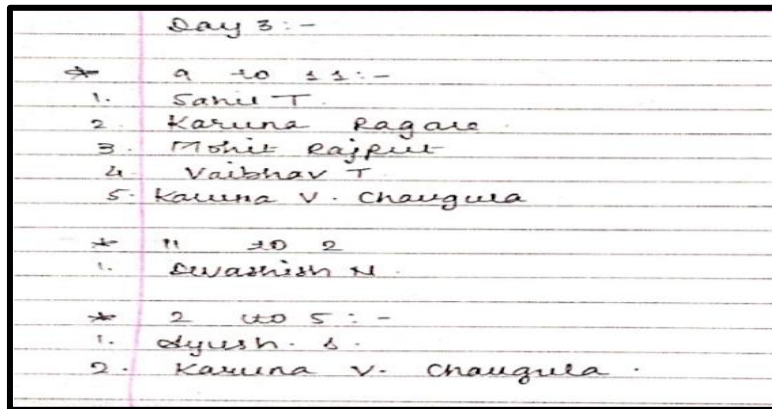 Day 3:-
* 9 to 11:-
1. Sahil T.
2. Karuna Pagare.
3. Mohit Rajput
4. Vaibhav T
5. Karuna V. Chaugula
* 11 to 2
1. Devashish N.
* 2 to 5:-
1. Ayush. S.
2. Karuna V. Chaugula.